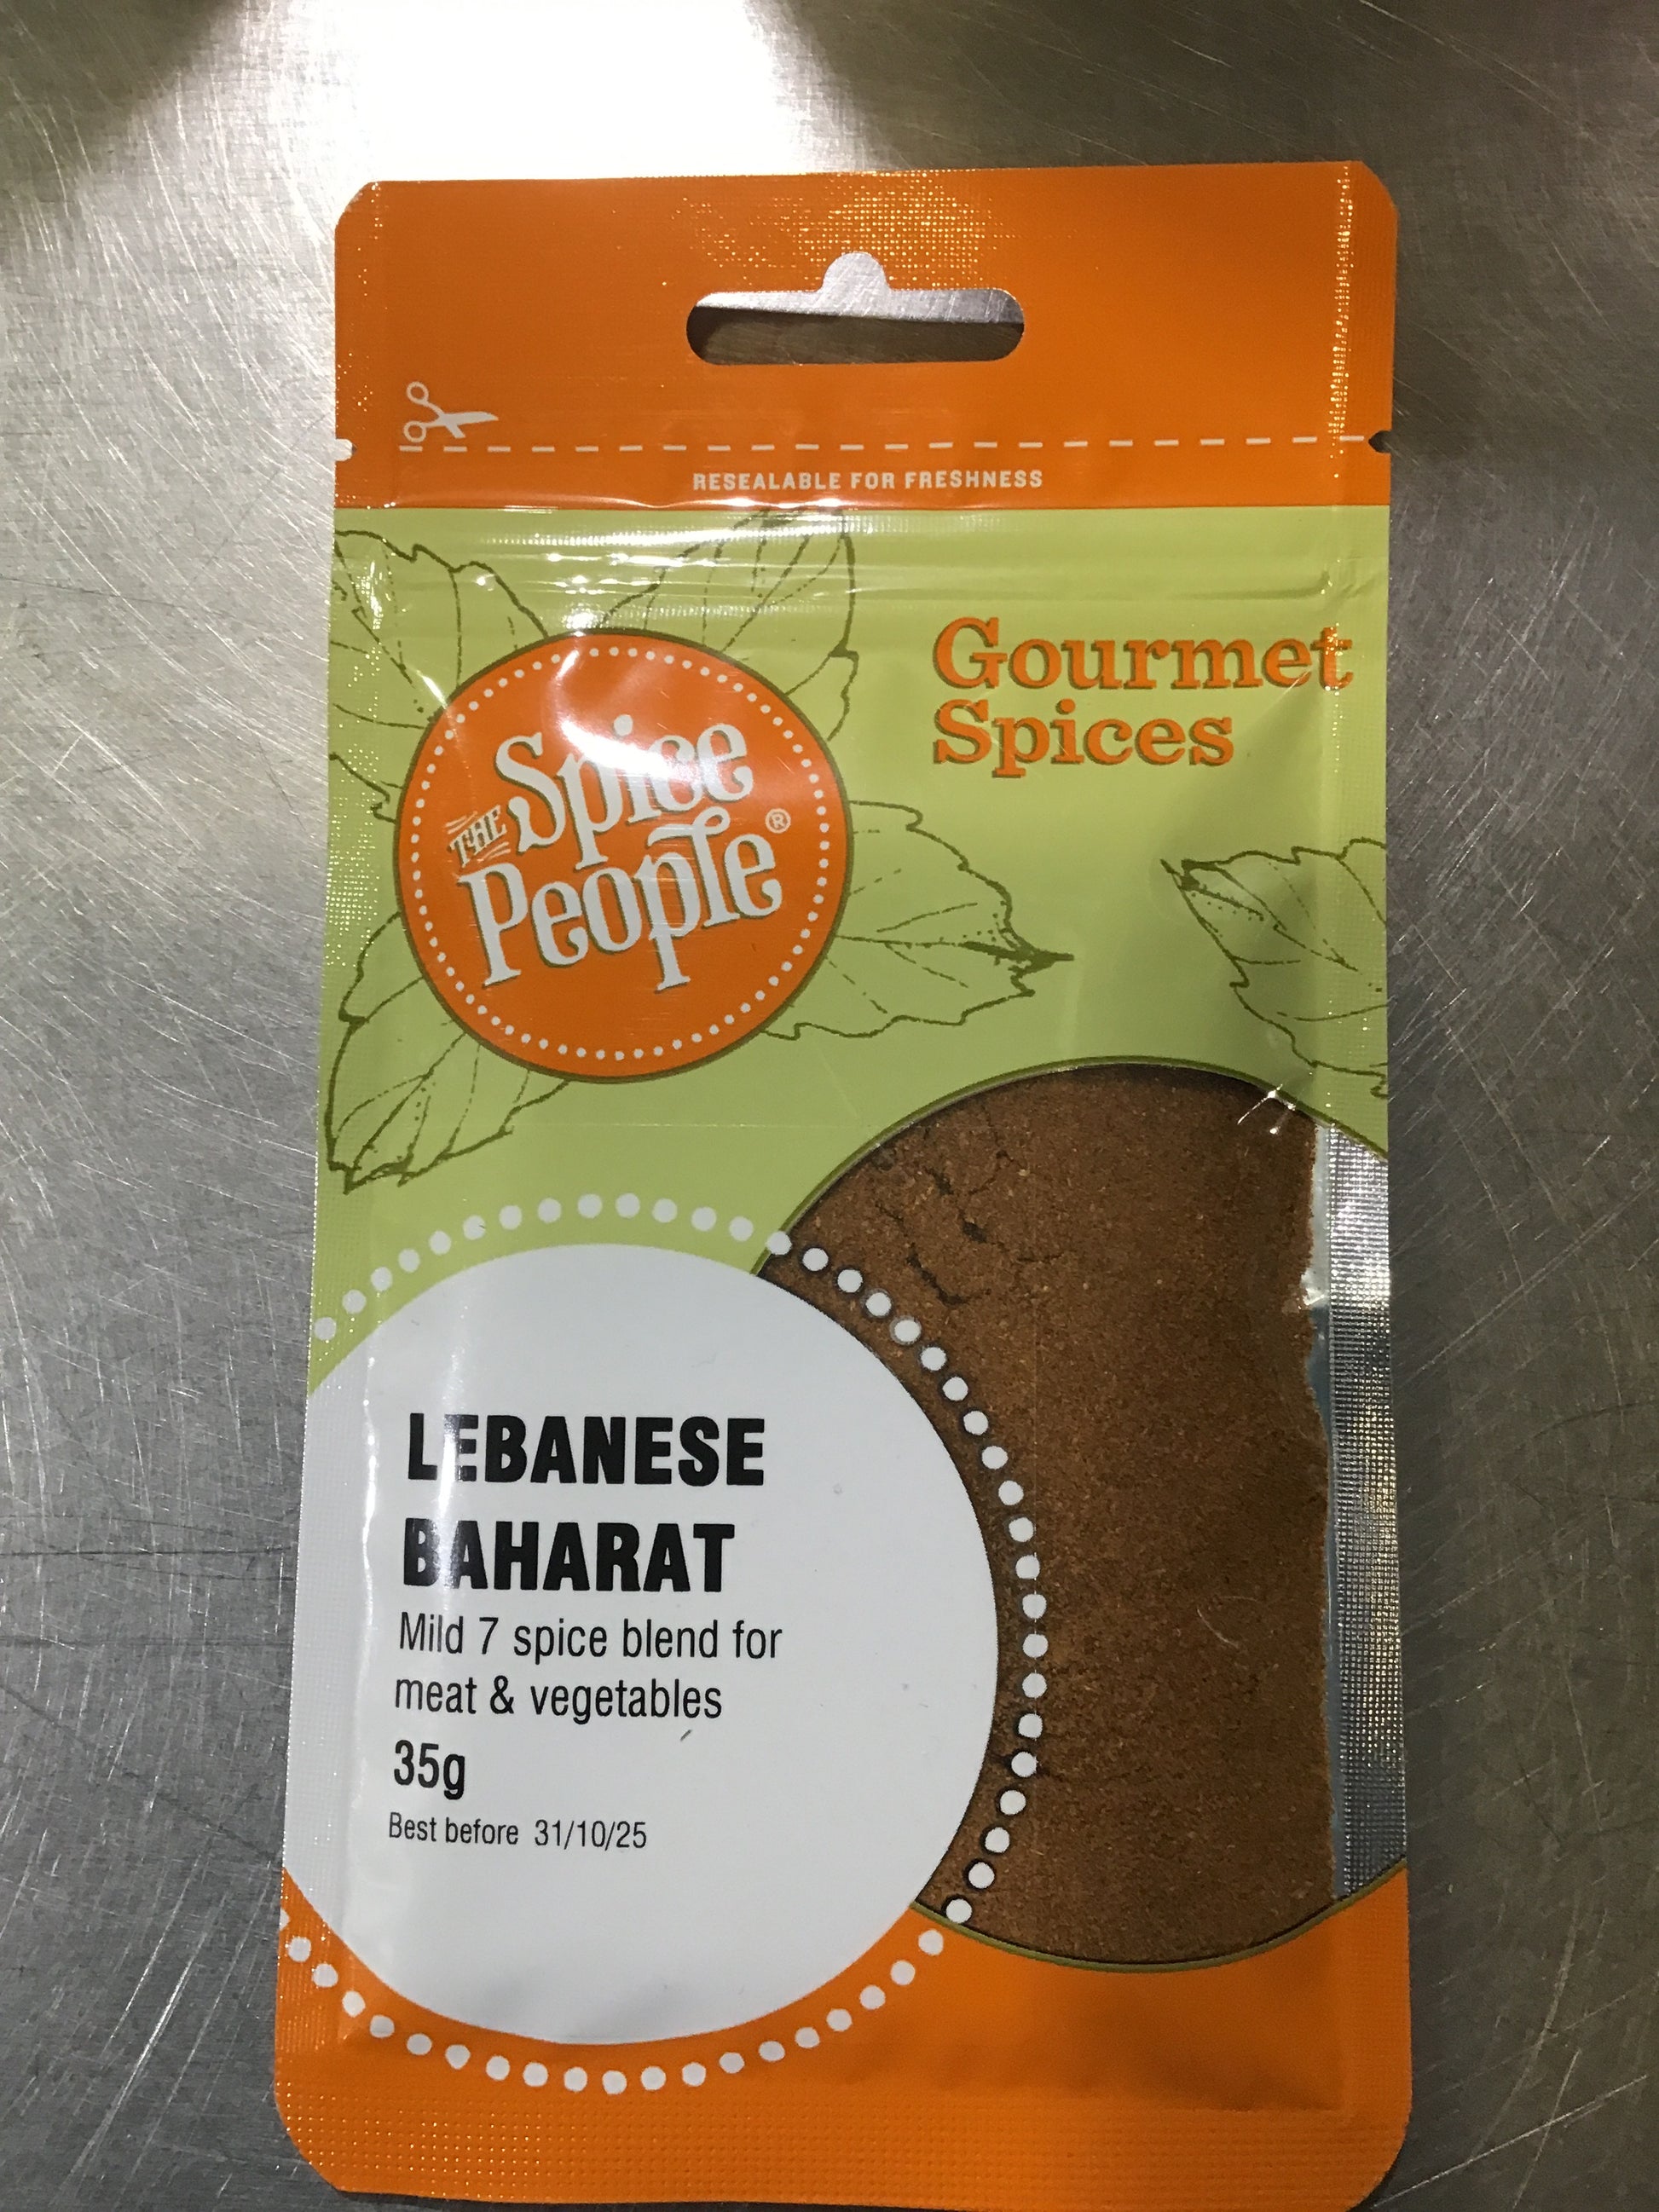 RESEALABLE FOR FRESHNESS
Gourmet
Spices
THE Spice
People®
LEBANESE
BAHARAT
Mild 7 spice blend for
meat & vegetables
35g
Best before 31/10/25